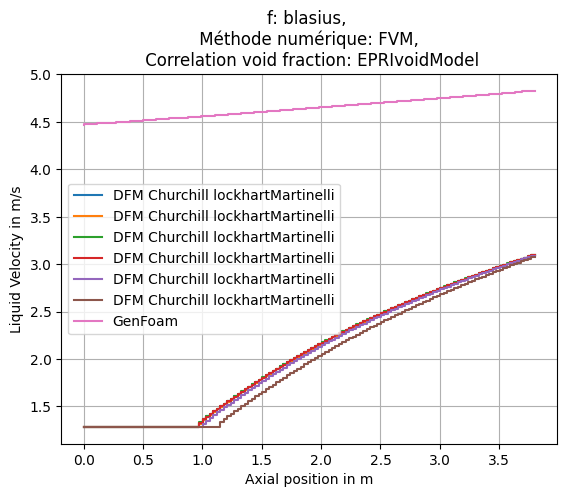 f: blasius,
Méthode numérique: FVM,
Correlation void fraction: EPRIvoidModel
Liquid Velocity in m/s
5.0
4.5
4.0
3.5
3.0
2.5
2.0
1.5
DFM Churchill lockhartMartinelli
DFM Churchill lockhartMartinelli
DFM Churchill lockhartMartinelli
DFM Churchill lockhartMartinelli
DFM Churchill lockhartMartinelli
DFM Churchill lockhartMartinelli
GenFoam
0.0 0.5 1.0 1.5 2.0 2.5 3.0 3.5
Axial position in m